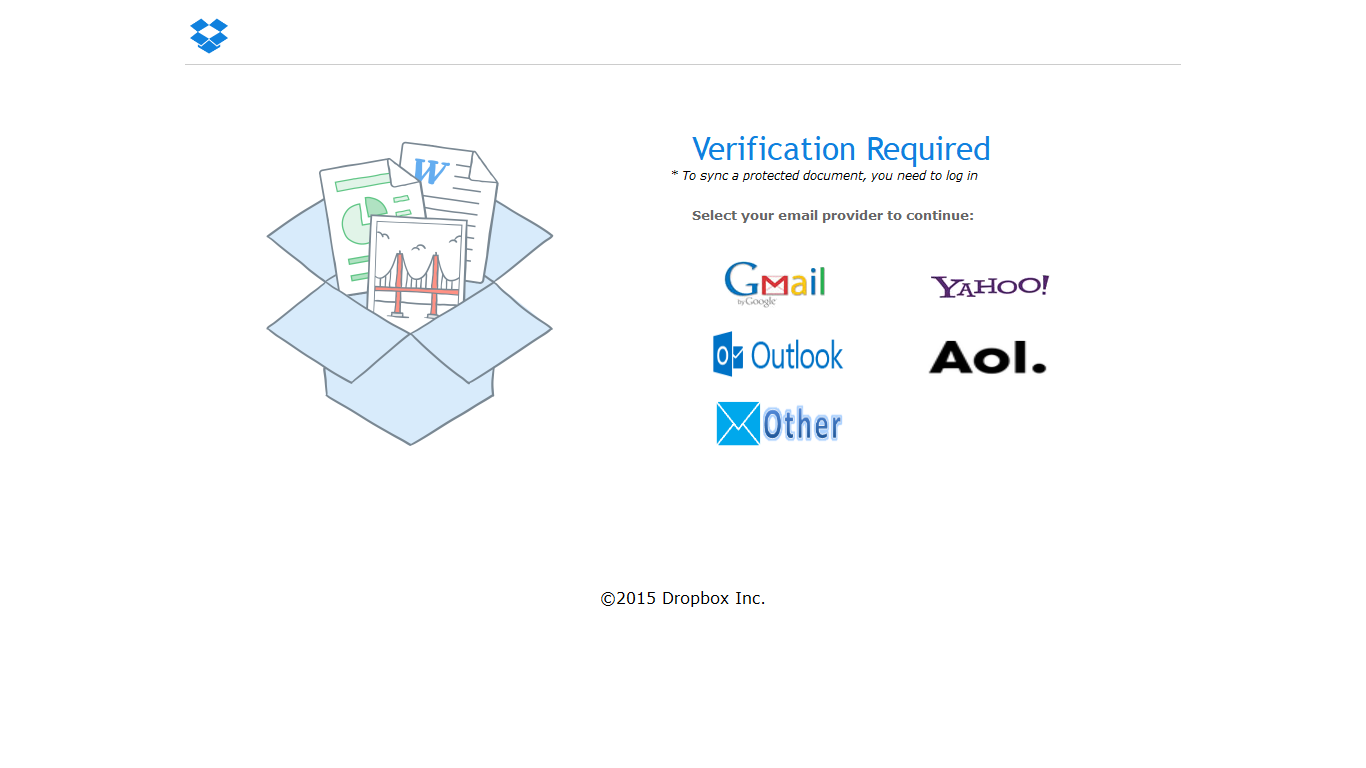 Verification Required
* To sync a protected document, you need to log in
Select your email provider to continue:
W
Gmail
by Google
YAHOO!
Outlook
Aol.
Other
©2015 Dropbox Inc.